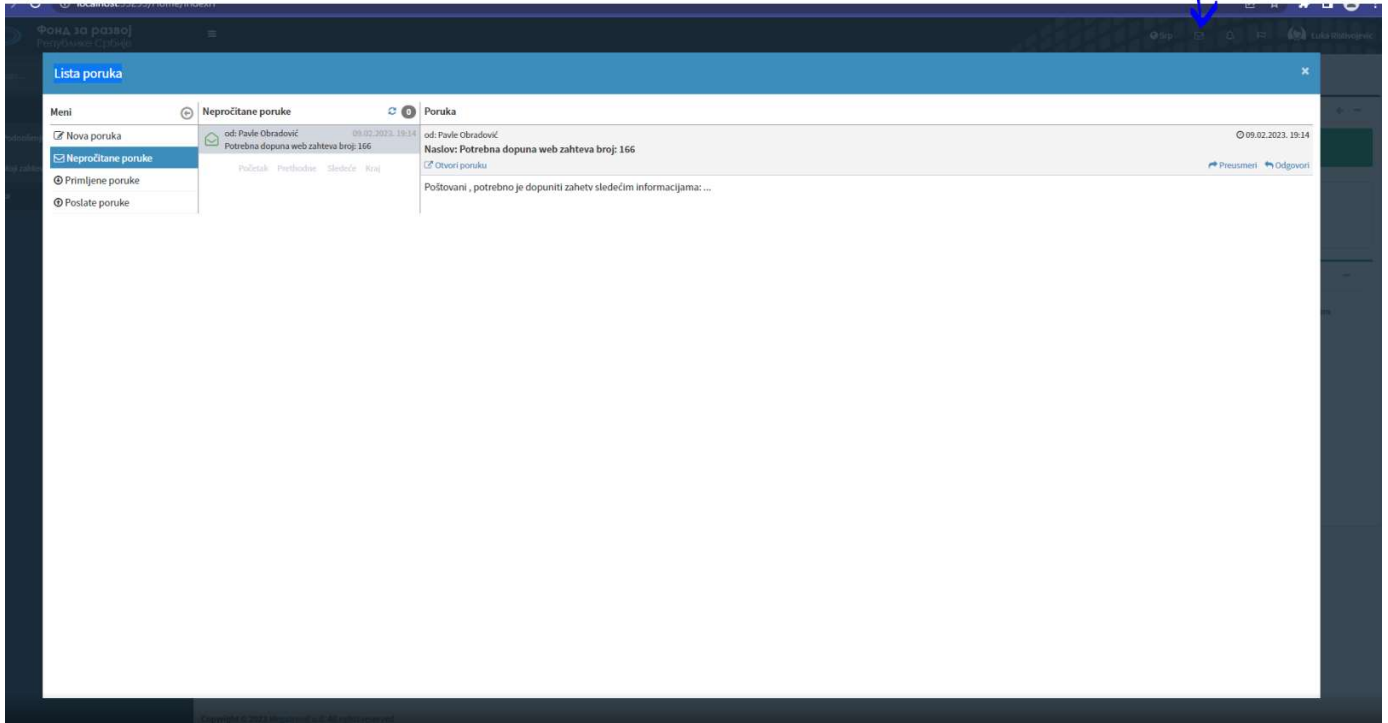 Фонд за развој
Републике Србије
Srp
Lista poruka
×
Meni
Nepročitane poruke
0
Poruka
Nova poruka
Nepročitane poruke
Primljene poruke
Poslate poruke
od: Pavle Obradović 09.02.2023. 19:14
Potrebna dopuna web zahteva broj: 166
Početak Prethodne Sledeće Kraj
od: Pavle Obradović 09.02.2023. 19:14
Naslov: Potrebna dopuna web zahteva broj: 166
Otvori poruku Preusmeri Odgovori
Poštovani , potrebno je dopuniti zahetv sledećim informacijama: ...